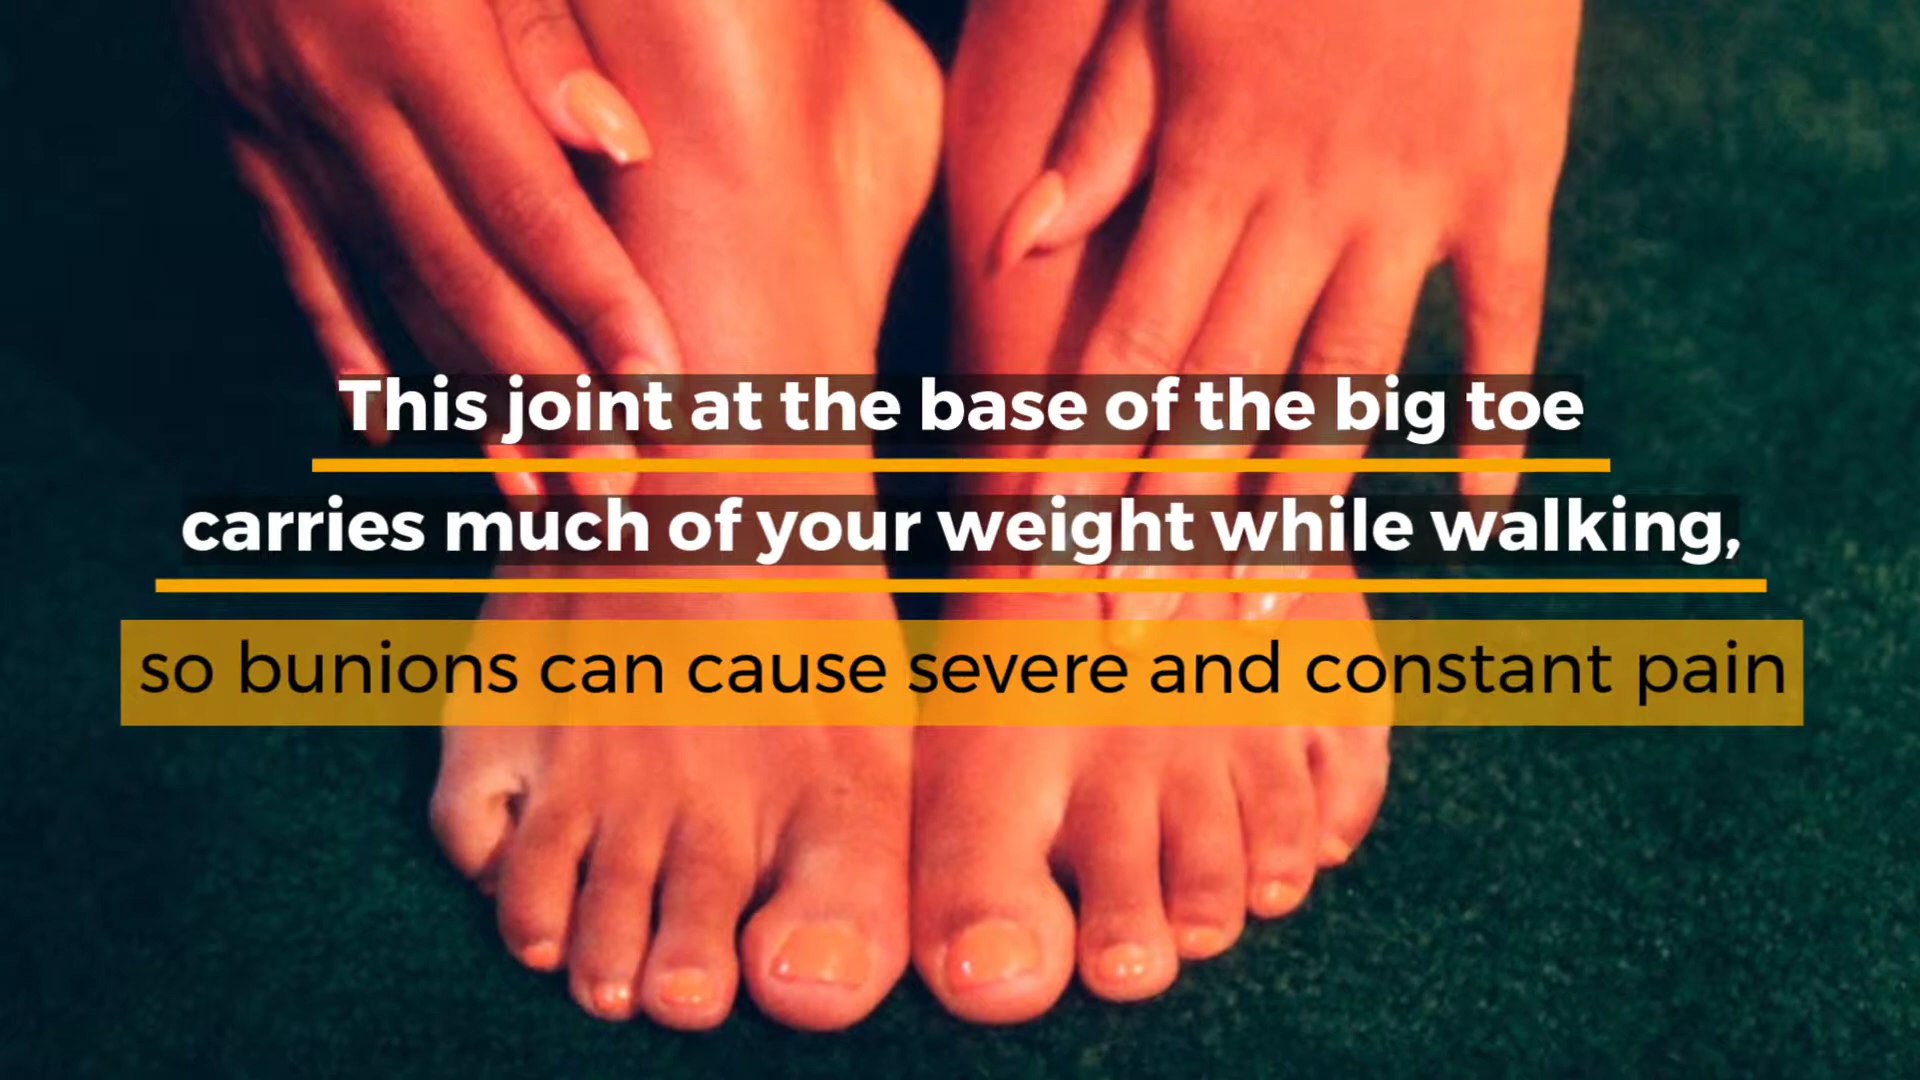 This joint at the base of the big toe
carries much of your weight while walking,
so bunions can cause severe and constant pain